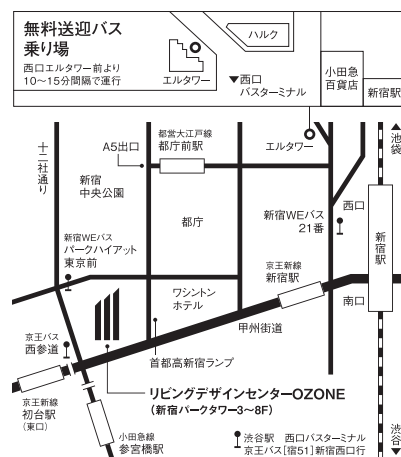 無料送迎バス
乗り場
西口エルタワー前より
10〜15分間隔で運行
ハルク
エルタワー
▼西口
バスターミナル
小田急
百貨店
新宿駅
十二社通り
都営大江戸線
都庁前駅
A5出口
エルタワー
▲池袋
新宿
中央公園
都庁
西口
新宿WEバス
21番
新宿駅
新宿WEバス
パークハイアット
東京前
京王新線
新宿駅
ワシントン
ホテル
南口
甲州街道
京王バス
西参道
首都高新宿ランプ
リビングデザインセンターOZONE
(新宿パークタワー3〜8F)
京王新線
初台駅
(東口)
小田急線
参宮橋駅
渋谷駅 西口バスターミナル
京王バス[宿51]新宿西口行
渋谷▼